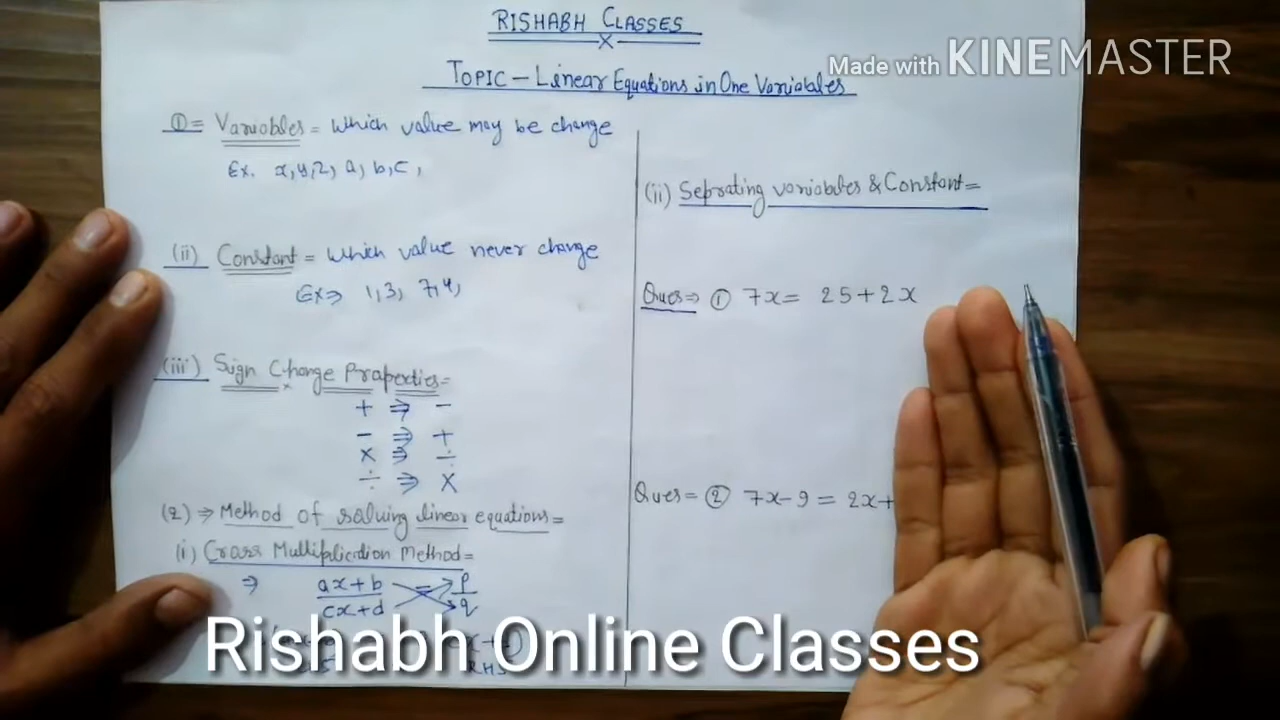 RISHABH CLASSES
Made with KINEMASTER
TOPIC – Linear Equations in One Variables
① = Variables = Which value may be change
Ex. x, y, z, a, b, c,
(ii) Constant = Which value never change
Ex ⇒ 1, 3, 7, 4,
(iii) Sign Change Properties =
+ ⇒ -
- ⇒ +
× ⇒ ÷
÷ ⇒ ×
(2) ⇒ Method of solving linear equations =
(i) Cross Multiplication Method =
⇒ ax+b = p
cx+d q
RHS
(ii) Seprating variables & Constant =
Ques ⇒ ① 7x = 25+2x
Ques = ② 7x-9 = 2x+
Rishabh Online Classes